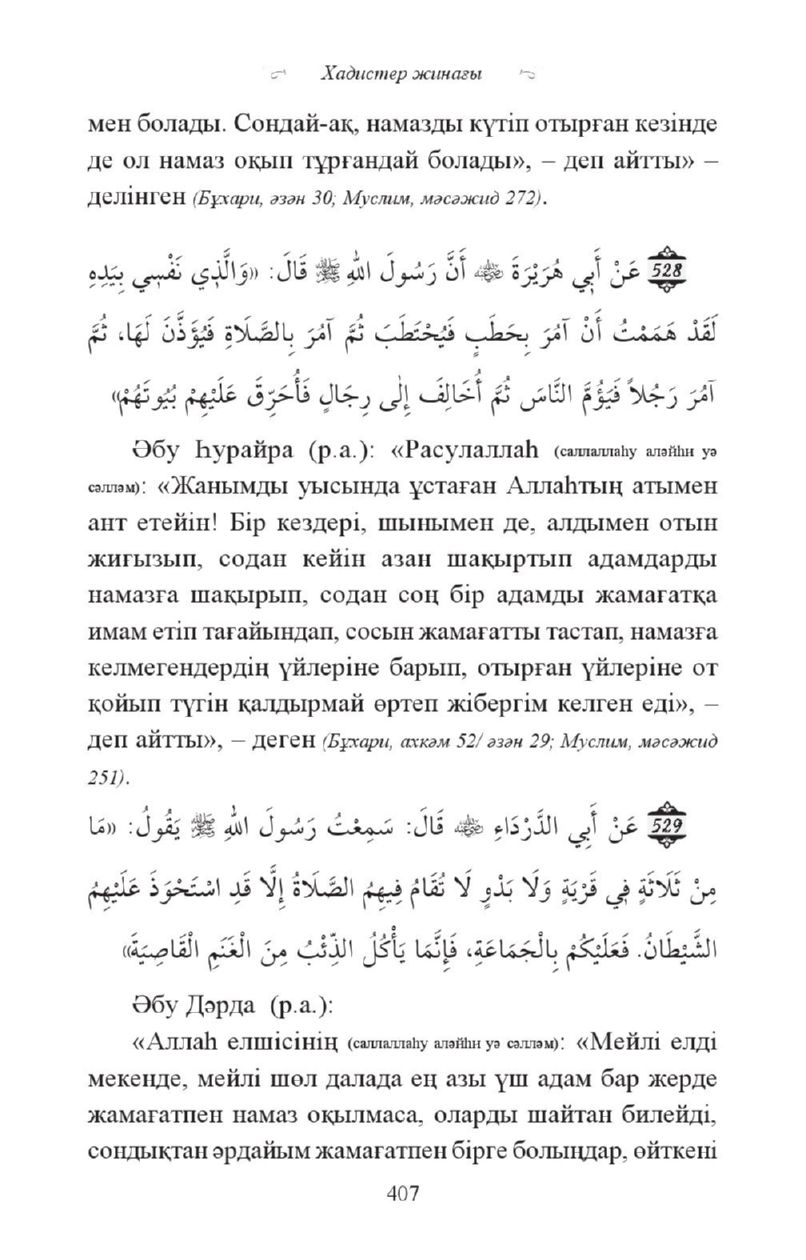 Хадистер жинағы
мен болады. Сондай-ақ, намазды күтіп отырған кезінде
де ол намаз оқып тұрғандай болады», – деп айтты» –
делінген (Бұхари, әзән 30; Муслим, мәсәжид 272).
528 عَنْ أَبِي هُرَيْرَةَ ﵁ أَنَّ رَسُولَ اللهِ ﷺ قَالَ: «وَالَّذِي نَفْسِي بِيَدِهِ
لَقَدْ هَمَمْتُ أَنْ آمُرَ بِحَطَبٍ فَيُحْتَطَبَ ثُمَّ آمُرَ بِالصَّلَاةِ فَيُؤَذَّنَ لَهَا، ثُمَّ
آمُرَ رَجُلاً فَيَؤُمَّ النَّاسَ ثُمَّ أُخَالِفَ إِلَى رِجَالٍ فَأُحَرِّقَ عَلَيْهِمْ بُيُوتَهُمْ»
Әбу Һурайра (р.а.): «Расулаллаһ (саллаллаһу аләйһи уә
сәлләм): «Жанымды уысында ұстаған Аллаһтың атымен
ант етейін! Бір кездері, шынымен де, алдымен отын
жиғызып, содан кейін азан шақыртып адамдарды
намазға шақырып, содан соң бір адамды жамағатқа
имам етіп тағайындап, сосын жамағатты тастап, намазға
келмегендердің үйлеріне барып, отырған үйлеріне от
қойып түгін қалдырмай өртеп жібергім келген еді», –
деп айтты», – деген (Бұхари, ахкәм 52/ әзән 29; Муслим, мәсәжид
251).
529 عَنْ أَبِي الدَّرْدَاءِ ﵁ قَالَ: سَمِعْتُ رَسُولَ اللهِ ﷺ يَقُولُ: «مَا
مِنْ ثَلَاثَةٍ فِي قَرْيَةٍ وَلَا بَدْوٍ لَا تُقَامُ فِيهِمُ الصَّلَاةُ إِلَّا قَدِ اسْتَحْوَذَ عَلَيْهِمُ
الشَّيْطَانُ. فَعَلَيْكُمْ بِالْجَمَاعَةِ، فَإِنَّمَا يَأْكُلُ الذِّئْبُ مِنَ الْغَنَمِ الْقَاصِيَةَ»
Әбу Дәрда (р.а.):
«Аллаһ елшісінің (саллаллаһу аләйһи уә сәлләм): «Мейлі елді
мекенде, мейлі шөл далада ең азы үш адам бар жерде
жамағатпен намаз оқылмаса, оларды шайтан билейді,
сондықтан әрдайым жамағатпен бірге болыңдар, өйткені
407